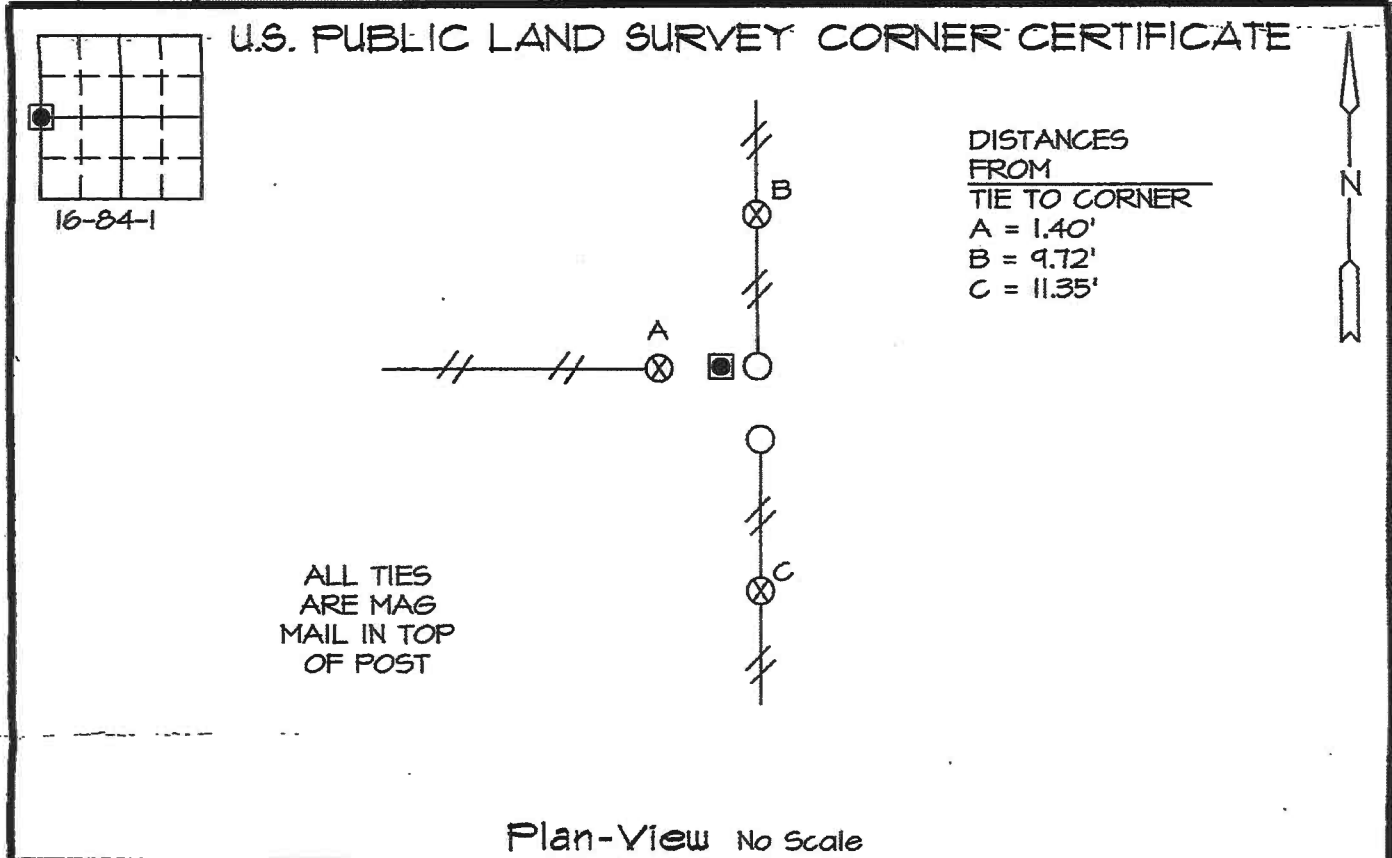 U.S. PUBLIC LAND SURVEY CORNER CERTIFICATE
16-84-1
DISTANCES
FROM
TIE TO CORNER
A = 1.40'
B = 9.72'
C = 11.35'
N
B
A
C
ALL TIES
ARE MAG
MAIL IN TOP
OF POST
Plan-View No Scale